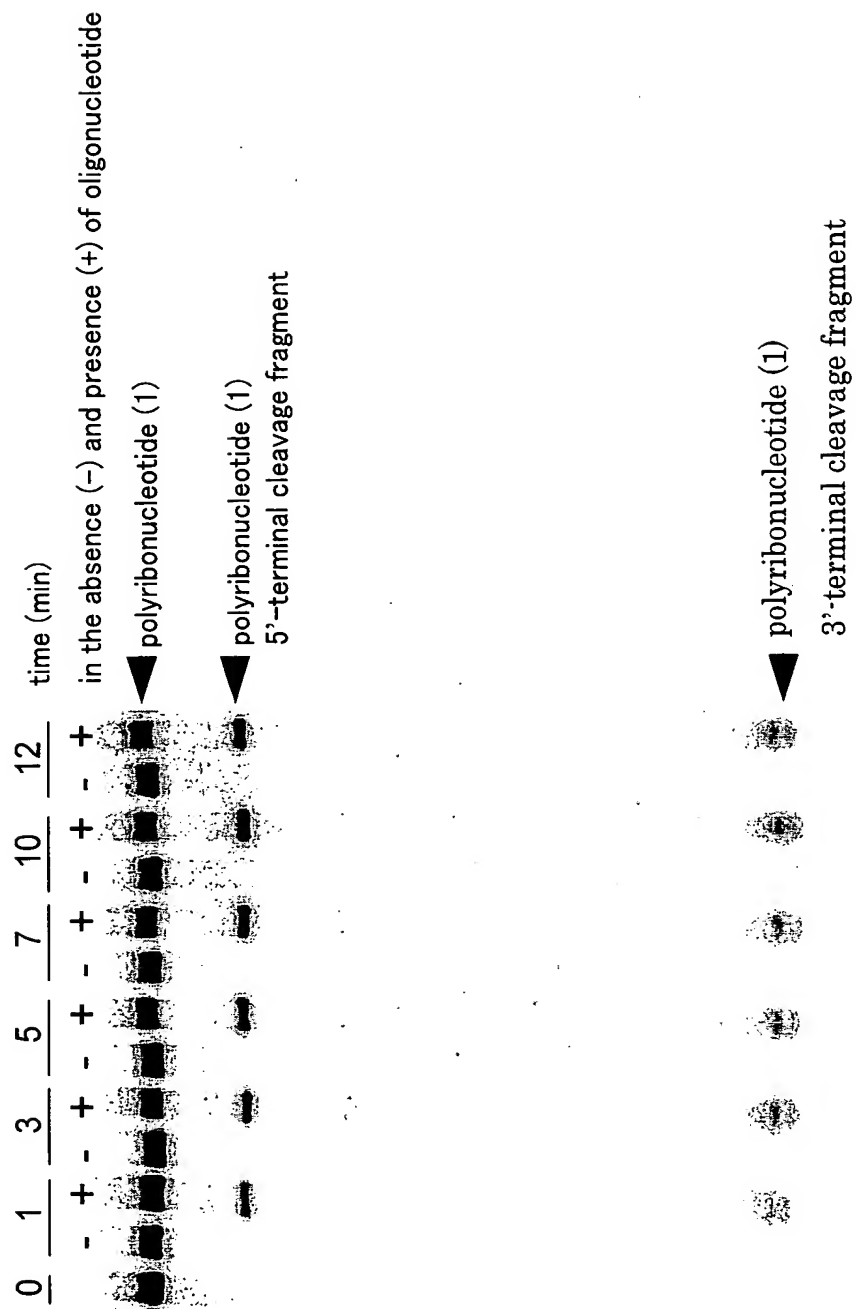 0 1 3 5 7 10 12 time (min)
- + - + - + - + - + - + in the absence (-) and presence (+) of oligonucleotide
polyribonucleotide (1)
polyribonucleotide (1)
5'-terminal cleavage fragment
polyribonucleotide (1)
3'-terminal cleavage fragment